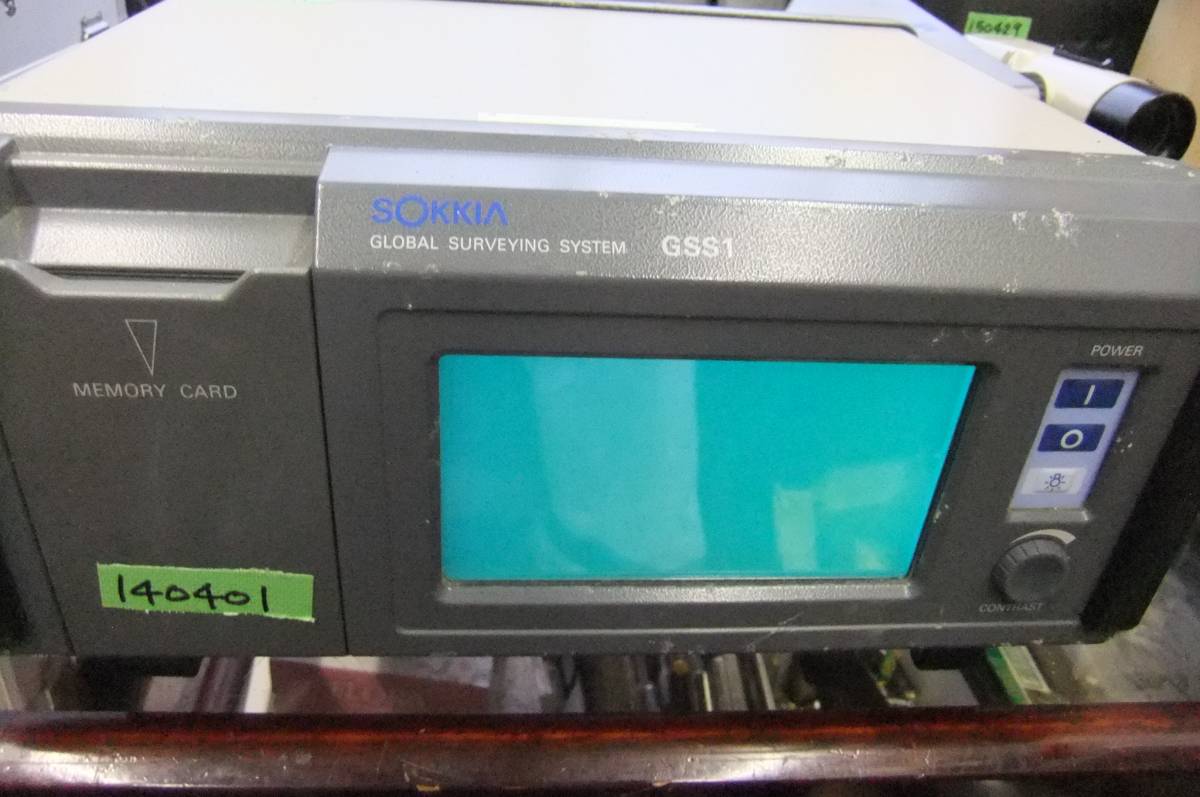 150429
SOKKIA
GLOBAL SURVEYING SYSTEM GSS1
POWER
I
O
MEMORY CARD
140401
CONTRAST